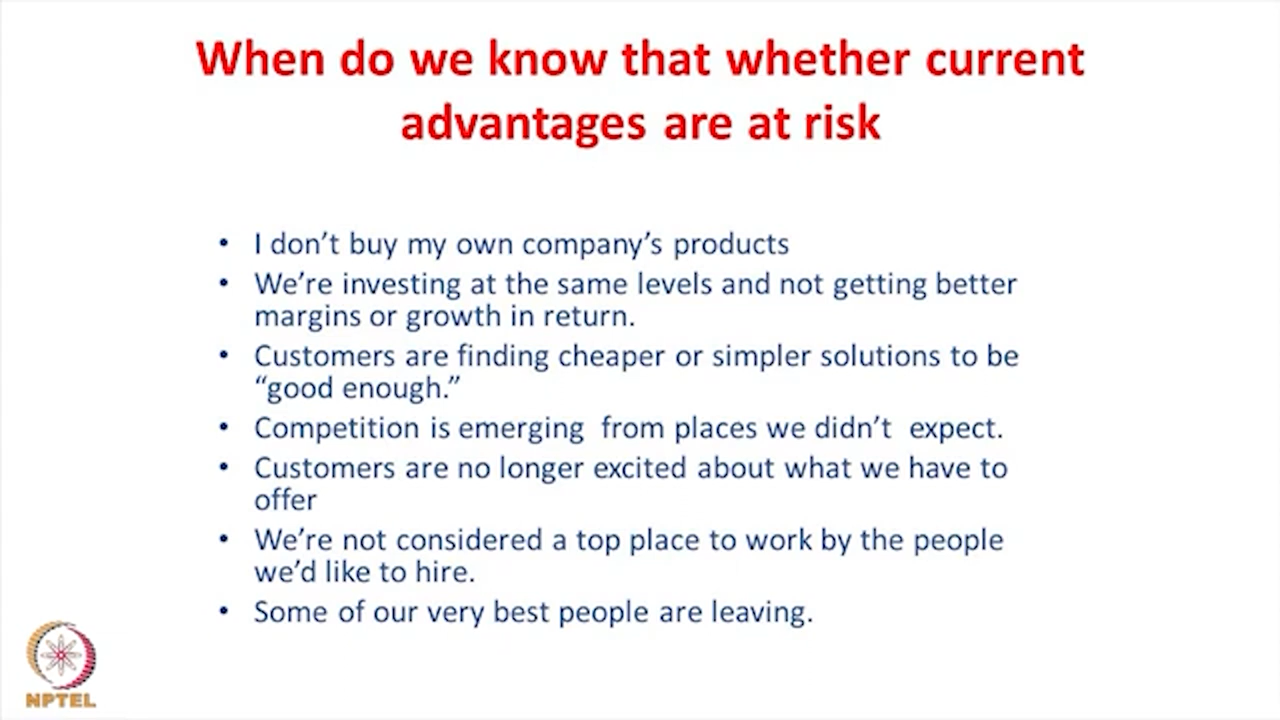 When do we know that whether current
advantages are at risk
• I don’t buy my own company’s products
• We’re investing at the same levels and not getting better
margins or growth in return.
• Customers are finding cheaper or simpler solutions to be
“good enough.”
• Competition is emerging from places we didn’t expect.
• Customers are no longer excited about what we have to
offer
• We’re not considered a top place to work by the people
we’d like to hire.
• Some of our very best people are leaving.
NPTEL